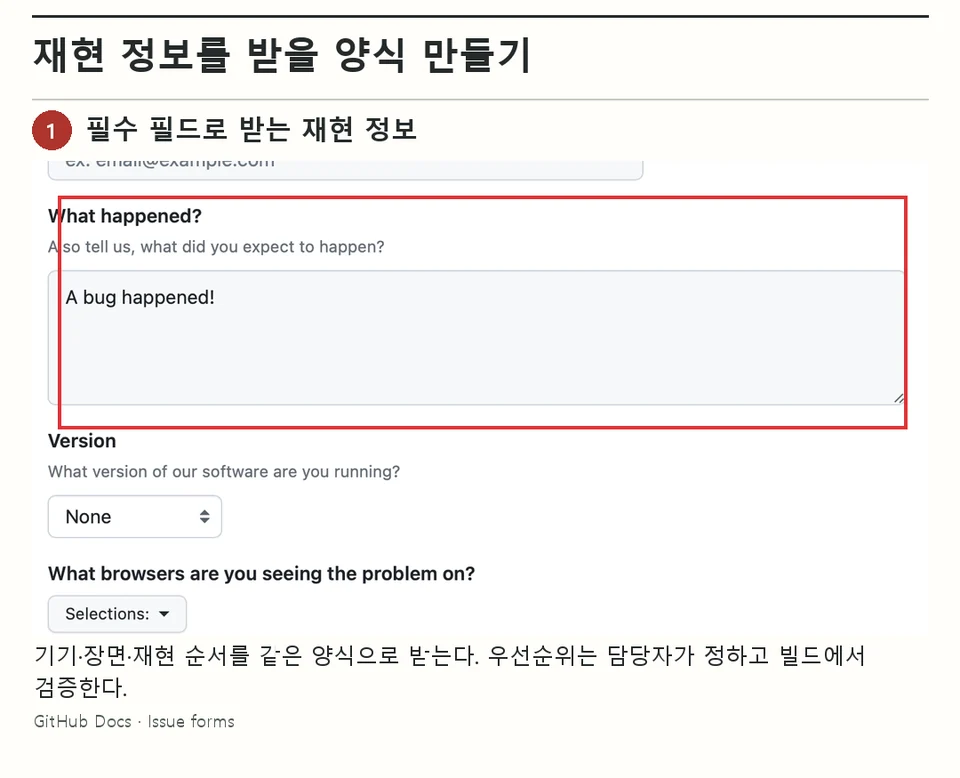 재현 정보를 받을 양식 만들기
1 필수 필드로 받는 재현 정보
ex. email@example.com
What happened?
Also tell us, what did you expect to happen?
A bug happened!
Version
What version of our software are you running?
None
What browsers are you seeing the problem on?
Selections:
기기·장면·재현 순서를 같은 양식으로 받는다. 우선순위는 담당자가 정하고 빌드에서
검증한다.
GitHub Docs · Issue forms